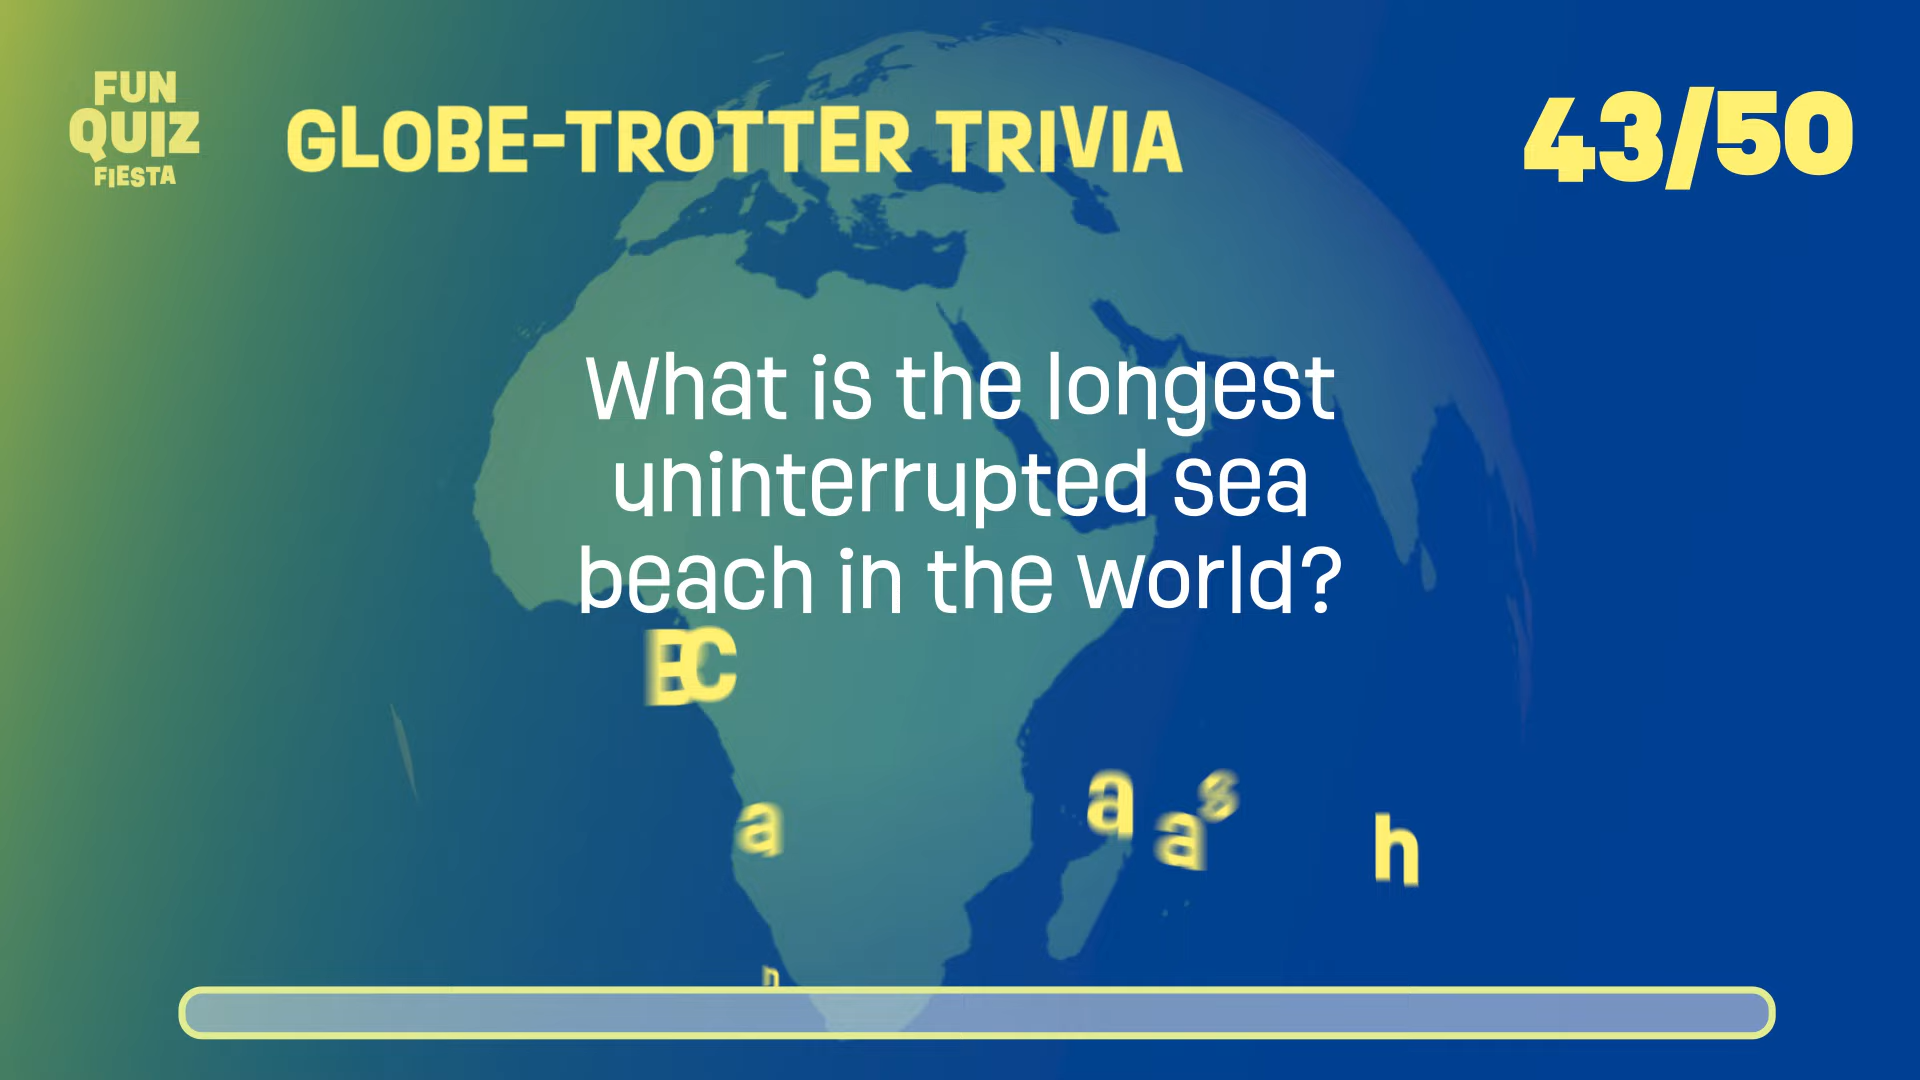 FUN
QUIZ
FIESTA
GLOBE-TROTTER TRIVIA
43/50
What is the longest
uninterrupted sea
beach in the world?
C
a
a
a
s
h
n